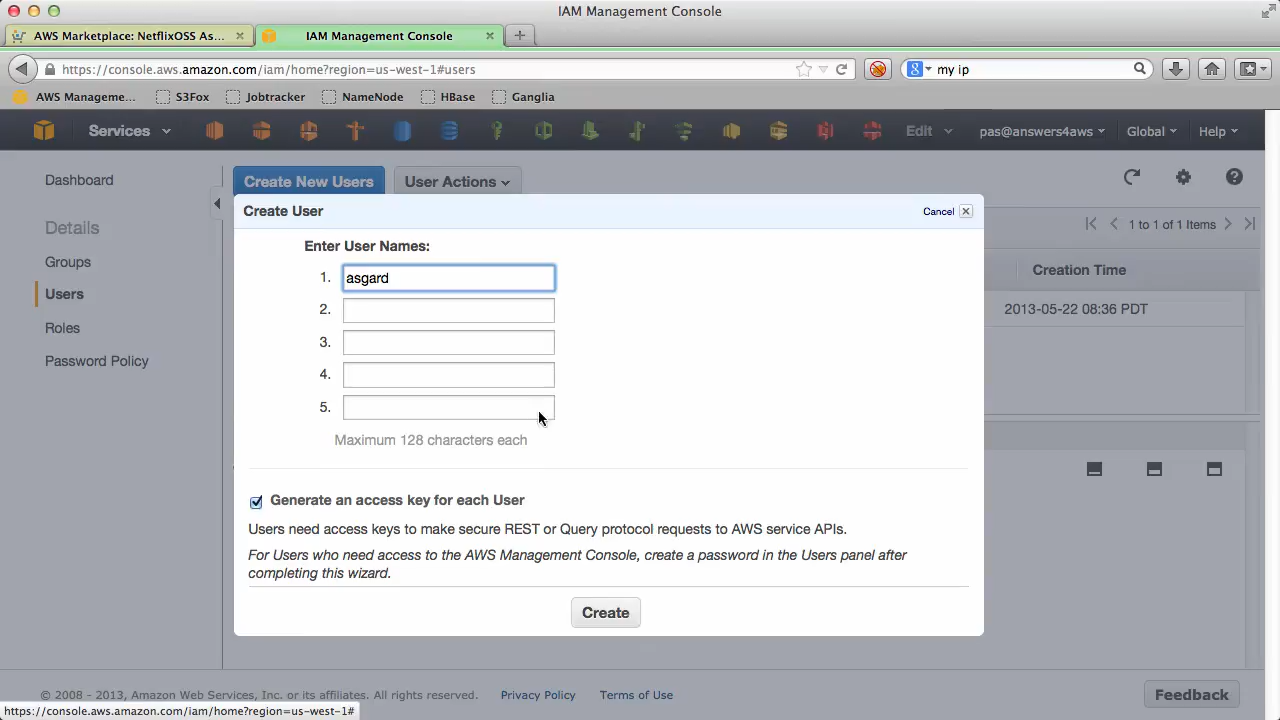 IAM Management Console
AWS Marketplace: NetflixOSS As...
IAM Management Console
https://console.aws.amazon.com/iam/home?region=us-west-1#users
my ip
AWS Manageme...
S3Fox
Jobtracker
NameNode
HBase
Ganglia
Services
Edit
pas@answers4aws
Global
Help
Dashboard
Create New Users
User Actions
Create User
Cancel
Details
Enter User Names:
1 to 1 of 1 Items
Groups
1. asgard
Creation Time
Users
2.
2013-05-22 08:36 PDT
Roles
3.
Password Policy
4.
5.
Maximum 128 characters each
Generate an access key for each User
Users need access keys to make secure REST or Query protocol requests to AWS service APIs.
For Users who need access to the AWS Management Console, create a password in the Users panel after
completing this wizard.
Create
© 2008 - 2013, Amazon Web Services, Inc. or its affiliates. All rights reserved.
Privacy Policy
Terms of Use
Feedback
https://console.aws.amazon.com/iam/home?region=us-west-1#